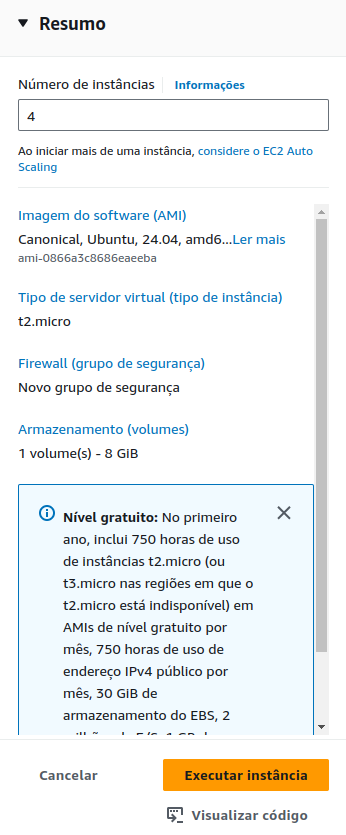 Resumo
Número de instâncias Informações
4
Ao iniciar mais de uma instância, considere o EC2 Auto
Scaling
Imagem do software (AMI)
Canonical, Ubuntu, 24.04, amd6...Ler mais
ami-0866a3c8686eaeeba
Tipo de servidor virtual (tipo de instância)
t2.micro
Firewall (grupo de segurança)
Novo grupo de segurança
Armazenamento (volumes)
1 volume(s) - 8 GiB
Nível gratuito: No primeiro
ano, inclui 750 horas de uso
de instâncias t2.micro (ou
t3.micro nas regiões em que o
t2.micro está indisponível) em
AMIs de nível gratuito por
mês, 750 horas de uso de
endereço IPv4 público por
mês, 30 GiB de
armazenamento do EBS, 2
Cancelar
Executar instância
Visualizar código